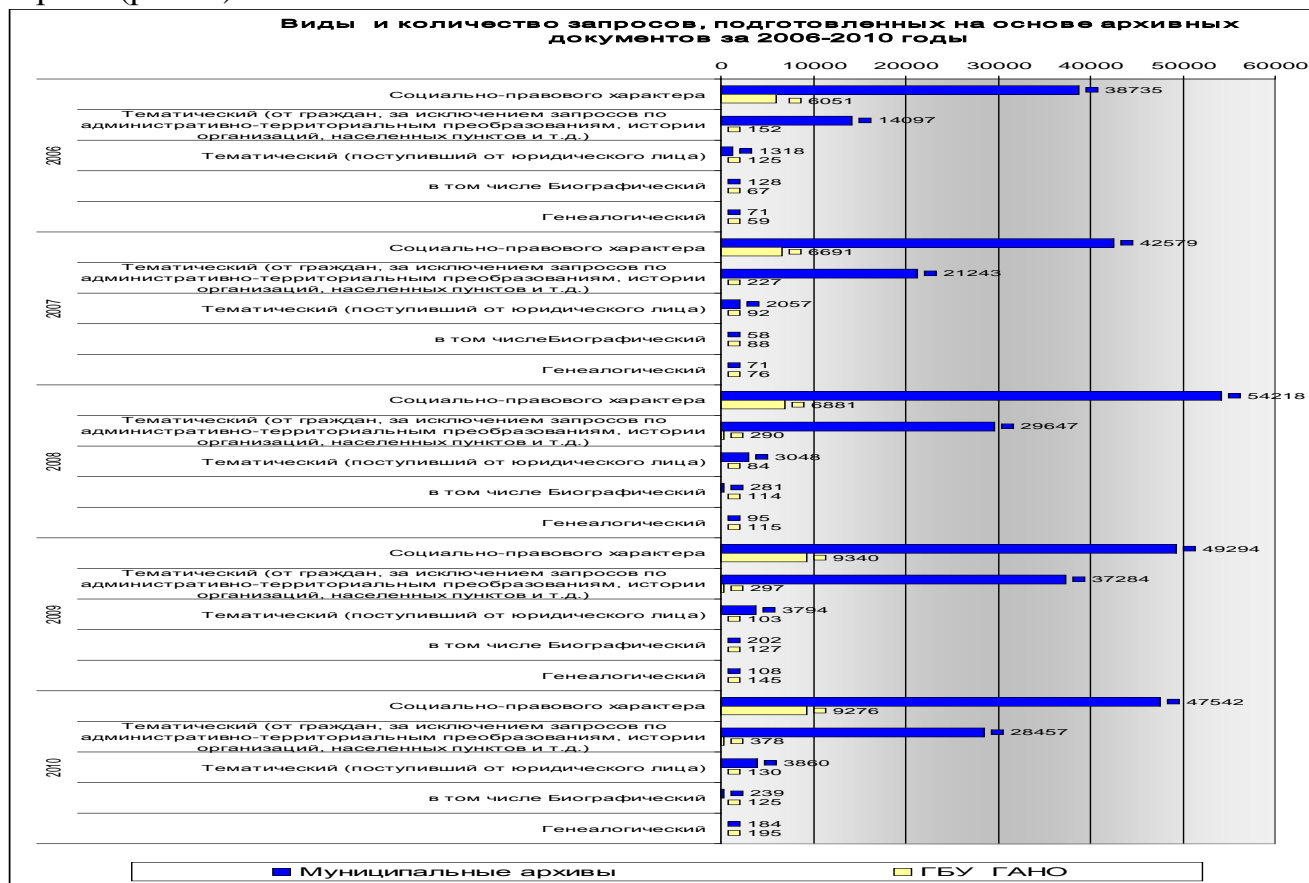 Виды и количество запросов, подготовленных на основе архивных
документов за 2006-2010 годы
0 10000 20000 30000 40000 50000 60000
2006
Социально-правового характера
38735
6051
Тематический (от граждан, за исключением запросов по
административно-территориальным преобразованиям, истории
организаций, населенных пунктов и т.д.)
14097
152
Тематический (поступивший от юридического лица)
1318
125
в том числе Биографический
128
67
Генеалогический
71
59
2007
Социально-правового характера
42579
6691
Тематический (от граждан, за исключением запросов по
административно-территориальным преобразованиям, истории
организаций, населенных пунктов и т.д.)
21243
227
Тематический (поступивший от юридического лица)
2057
92
в том числеБиографический
58
88
Генеалогический
71
76
2008
Социально-правового характера
54218
6881
Тематический (от граждан, за исключением запросов по
административно-территориальным преобразованиям, истории
организаций, населенных пунктов и т.д.)
29647
290
Тематический (поступивший от юридического лица)
3048
84
в том числе Биографический
281
114
Генеалогический
95
115
2009
Социально-правового характера
49294
9340
Тематический (от граждан, за исключением запросов по
административно-территориальным преобразованиям, истории
организаций, населенных пунктов и т.д.)
37284
297
Тематический (поступивший от юридического лица)
3794
103
в том числе Биографический
202
127
Генеалогический
108
145
2010
Социально-правового характера
47542
9276
Тематический (от граждан, за исключением запросов по
административно-территориальным преобразованиям, истории
организаций, населенных пунктов и т.д.)
28457
378
Тематический (поступивший от юридического лица)
3860
130
в том числе Биографический
239
125
Генеалогический
184
195
Муниципальные архивы ГБУ ГАНО